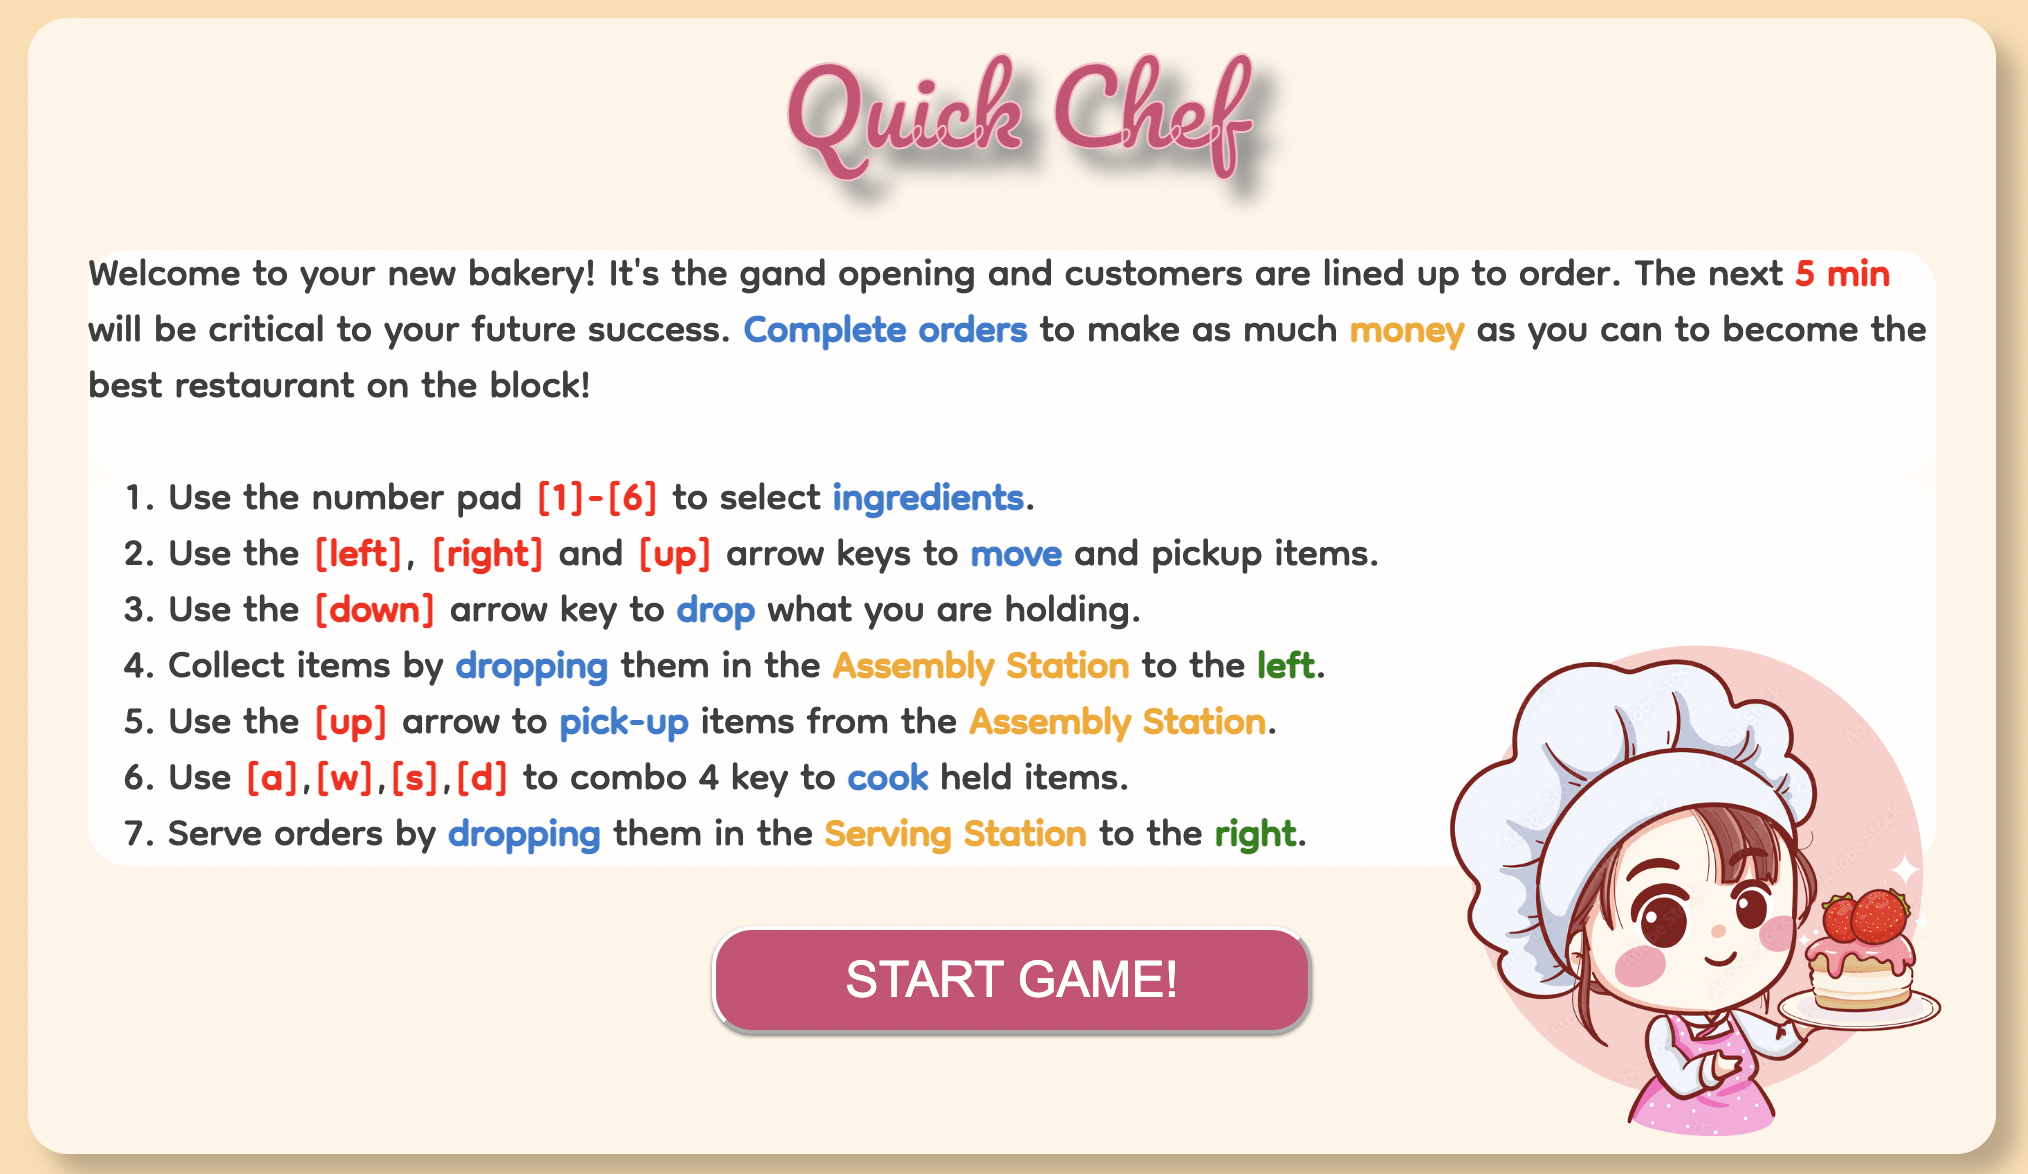 Quick Chef
Welcome to your new bakery! It's the gand opening and customers are lined up to order. The next 5 min
will be critical to your future success. Complete orders to make as much money as you can to become the
best restaurant on the block!
1. Use the number pad [1]-[6] to select ingredients.
2. Use the [left], [right] and [up] arrow keys to move and pickup items.
3. Use the [down] arrow key to drop what you are holding.
4. Collect items by dropping them in the Assembly Station to the left.
5. Use the [up] arrow to pick-up items from the Assembly Station.
6. Use [a],[w],[s],[d] to combo 4 key to cook held items.
7. Serve orders by dropping them in the Serving Station to the right.
START GAME!
Adobe Stock